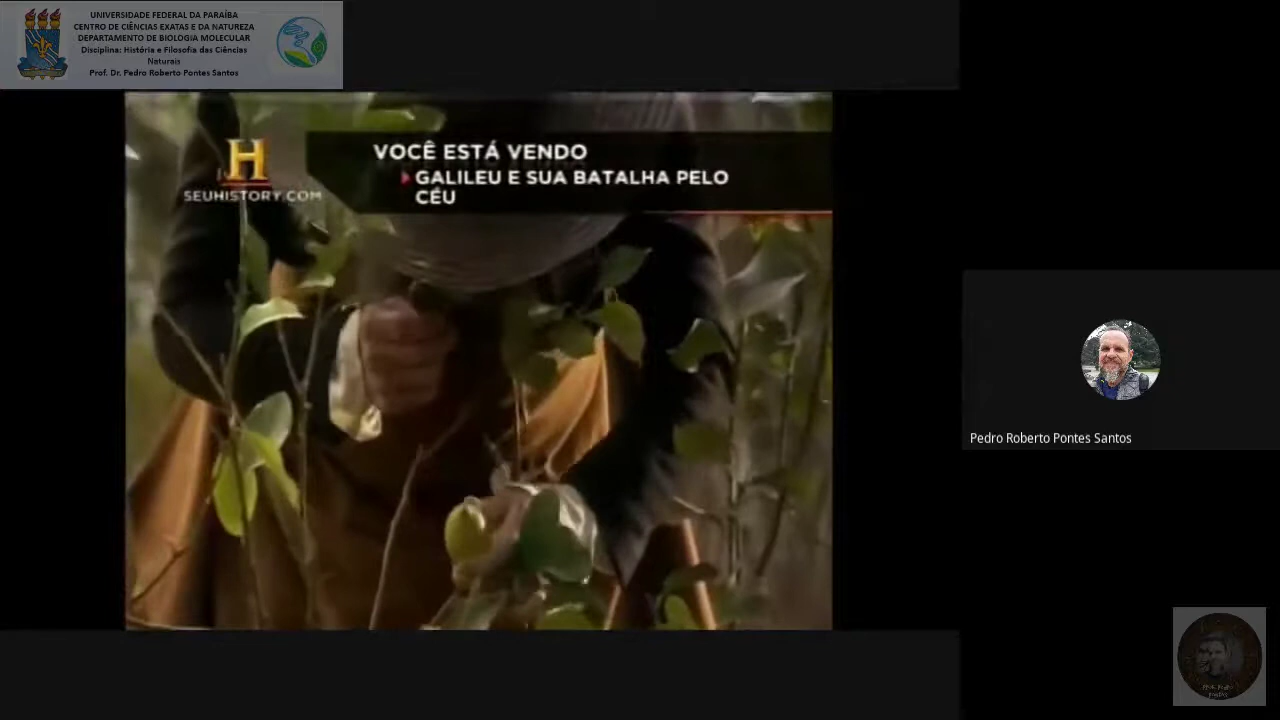 UNIVERSIDADE FEDERAL DA PARAÍBA
CENTRO DE CIÊNCIAS EXATAS E DA NATUREZA
DEPARTAMENTO DE BIOLOGIA MOLECULAR
Disciplina: História e Filosofia das Ciências
Naturais
Prof. Dr. Pedro Roberto Pontes Santos
H
SEUHISTORY.COM
VOCÊ ESTÁ VENDO
GALILEU E SUA BATALHA PELO
CÉU
Pedro Roberto Pontes Santos